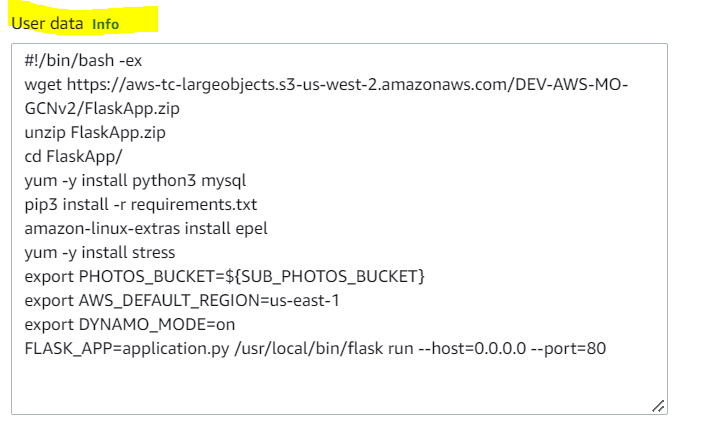 User data Info
#!/bin/bash -ex
wget https://aws-tc-largeobjects.s3-us-west-2.amazonaws.com/DEV-AWS-MO-
GCNv2/FlaskApp.zip
unzip FlaskApp.zip
cd FlaskApp/
yum -y install python3 mysql
pip3 install -r requirements.txt
amazon-linux-extras install epel
yum -y install stress
export PHOTOS_BUCKET=${SUB_PHOTOS_BUCKET}
export AWS_DEFAULT_REGION=us-east-1
export DYNAMO_MODE=on
FLASK_APP=application.py /usr/local/bin/flask run --host=0.0.0.0 --port=80